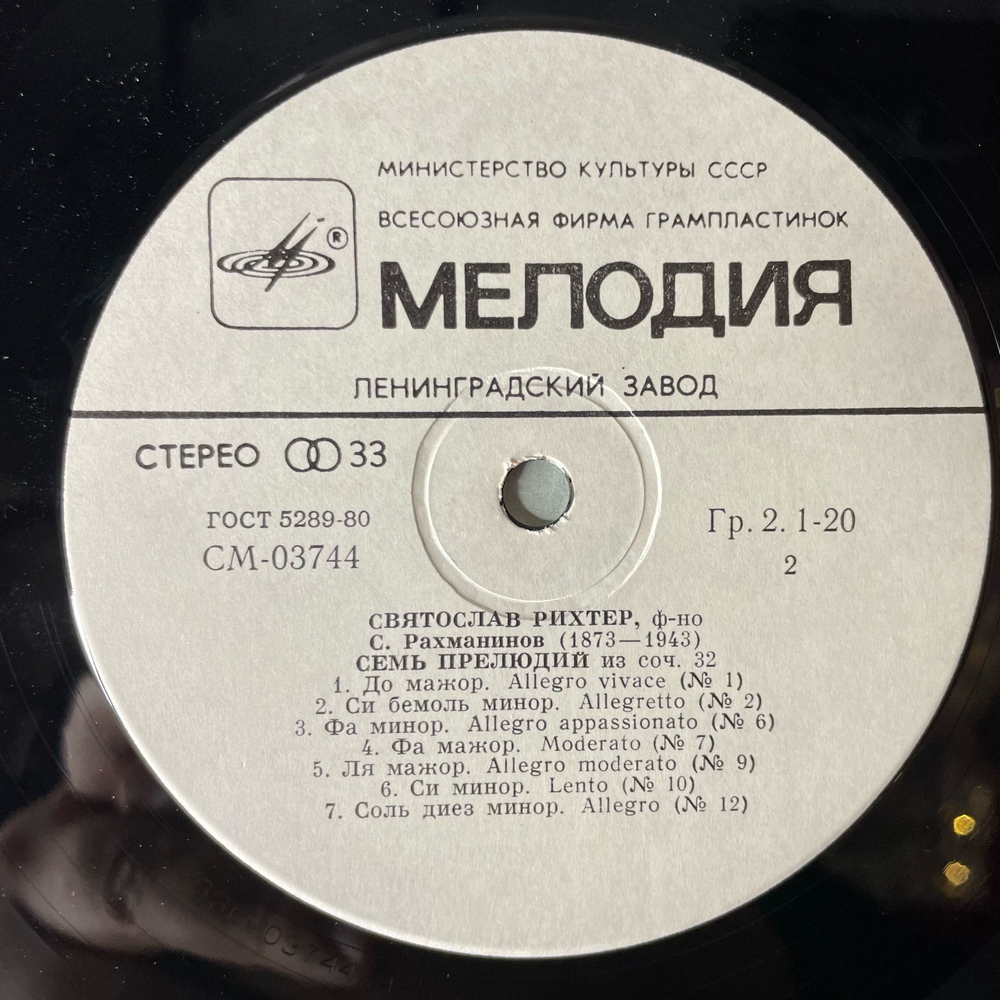 МИНИСТЕРСТВО КУЛЬТУРЫ СССР
ВСЕСОЮЗНАЯ ФИРМА ГРАМПЛАСТИНОК
®
МЕЛОДИЯ
ЛЕНИНГРАДСКИЙ ЗАВОД
СТЕРЕО 33
ГОСТ 5289-80
Гр. 2. 1-20
СМ-03744
2
СВЯТОСЛАВ РИХТЕР, ф-но
С. Рахманинов (1873—1943)
СЕМЬ ПРЕЛЮДИЙ из соч. 32
1. До мажор. Allegro vivace (№ 1)
2. Си бемоль минор. Allegretto (№ 2)
3. Фа минор. Allegro appassionato (№ 6)
4. Фа мажор. Moderato (№ 7)
5. Ля мажор. Allegro moderato (№ 9)
6. Си минор. Lento (№ 10)
7. Соль диез минор. Allegro (№ 12)